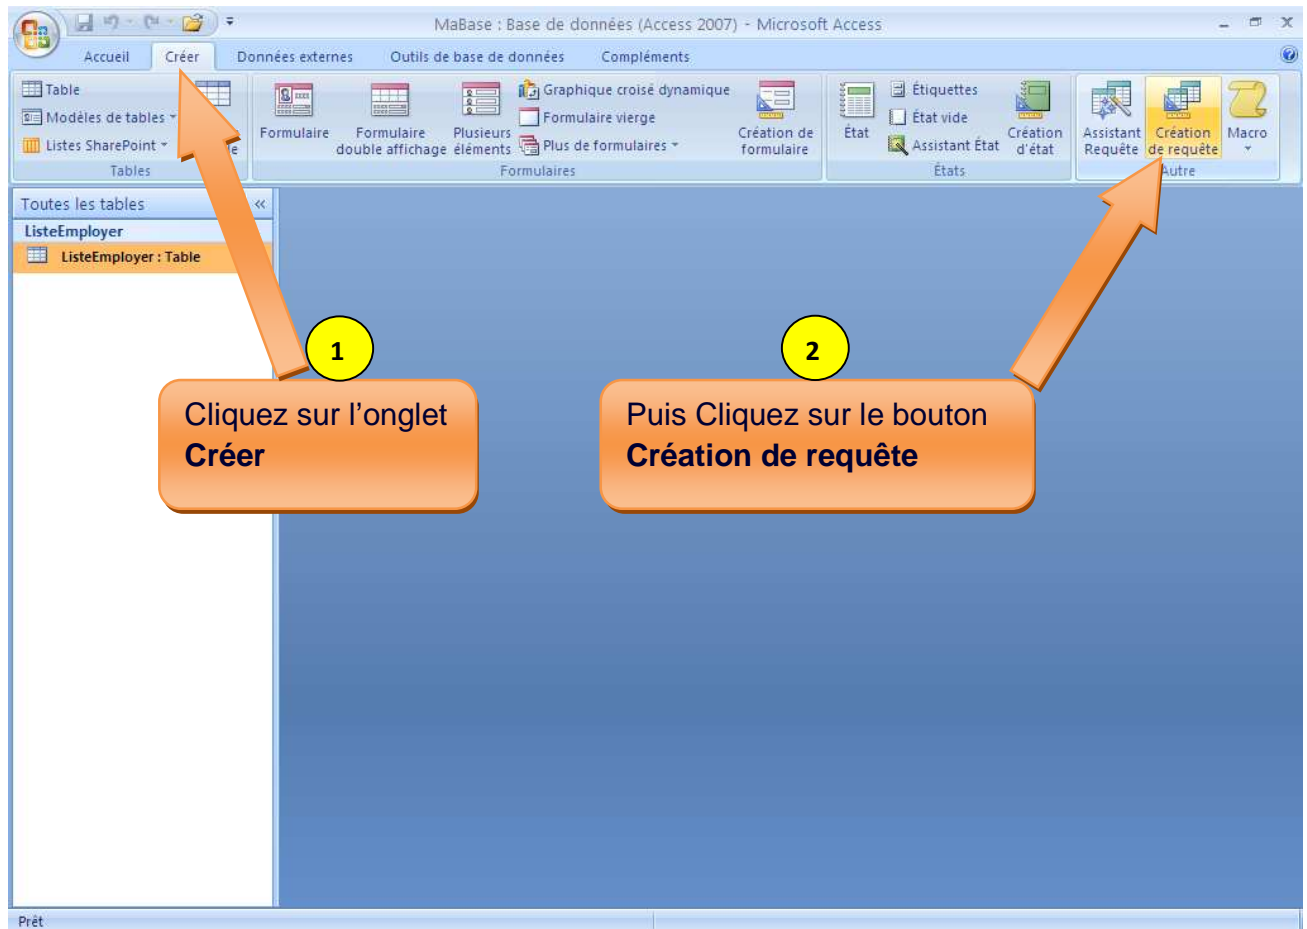 MaBase : Base de données (Access 2007) - Microsoft Access
Accueil Créer Données externes Outils de base de données Compléments
Table
Modèles de tables
Listes SharePoint
Tables
Formulaire
Formulaire
double affichage
Plusieurs
éléments
Graphique croisé dynamique
Formulaire vierge
Plus de formulaires
Création de
formulaire
Formulaires
État
Étiquettes
État vide
Assistant État
Création
d'état
États
Assistant
Requête
Création
de requête
Macro
Autre
Toutes les tables
ListeEmployer
ListeEmployer : Table
1
Cliquez sur l’onglet
Créer
2
Puis Cliquez sur le bouton
Création de requête
Prêt